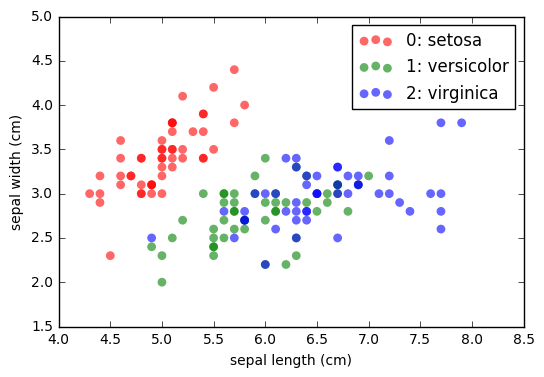 5.0
4.5
4.0
3.5
3.0
2.5
2.0
1.5
sepal width (cm)
0: setosa
1: versicolor
2: virginica
4.0 4.5 5.0 5.5 6.0 6.5 7.0 7.5 8.0 8.5
sepal length (cm)